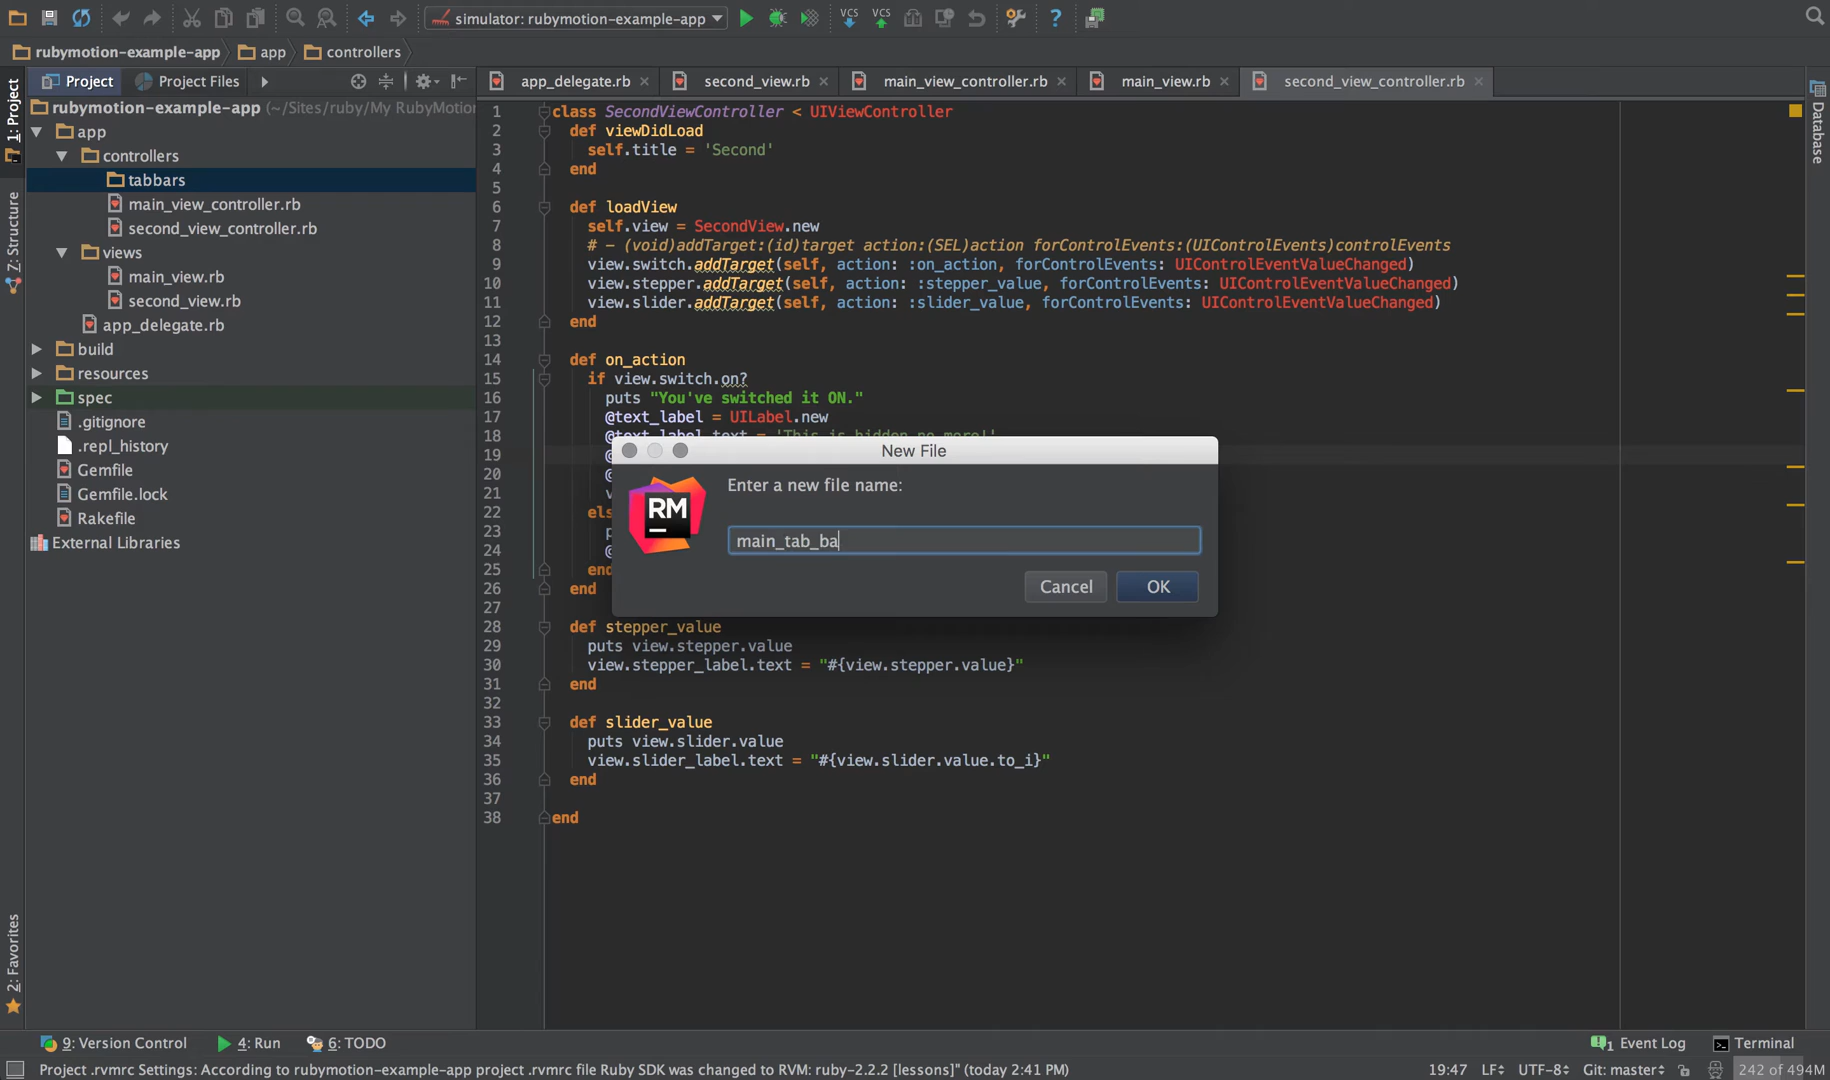 simulator: rubymotion-example-app
VCS
VCS
rubymotion-example-app
app
controllers
Project
Project Files
app_delegate.rb
second_view.rb
main_view_controller.rb
main_view.rb
second_view_controller.rb
1: Project
Z: Structure
2: Favorites
Database
rubymotion-example-app (~/Sites/ruby/My RubyMotion
app
controllers
tabbars
main_view_controller.rb
second_view_controller.rb
views
main_view.rb
second_view.rb
app_delegate.rb
build
resources
spec
.gitignore
.repl_history
Gemfile
Gemfile.lock
Rakefile
External Libraries
1 class SecondViewController < UIViewController
2 def viewDidLoad
3 self.title = 'Second'
4 end
5
6 def loadView
7 self.view = SecondView.new
8 # - (void)addTarget:(id)target action:(SEL)action forControlEvents:(UIControlEvents)controlEvents
9 view.switch.addTarget(self, action: :on_action, forControlEvents: UIControlEventValueChanged)
10 view.stepper.addTarget(self, action: :stepper_value, forControlEvents: UIControlEventValueChanged)
11 view.slider.addTarget(self, action: :slider_value, forControlEvents: UIControlEventValueChanged)
12 end
13
14 def on_action
15 if view.switch.on?
16 puts "You've switched it ON."
17 @text_label = UILabel.new
18 @text_label.text = 'This is hidden no more!'
19 @
20 @
21 v
22 els
23 p
24 @
25 end
26 end
27
28 def stepper_value
29 puts view.stepper.value
30 view.stepper_label.text = "#{view.stepper.value}"
31 end
32
33 def slider_value
34 puts view.slider.value
35 view.slider_label.text = "#{view.slider.value.to_i}"
36 end
37
38 end
New File
RM
Enter a new file name:
main_tab_ba
Cancel
OK
9: Version Control
4: Run
6: TODO
1 Event Log
Terminal
Project .rvmrc Settings: According to rubymotion-example-app project .rvmrc file Ruby SDK was changed to RVM: ruby-2.2.2 [lessons]" (today 2:41 PM)
19:47
LF
UTF-8
Git: master
242 of 494M